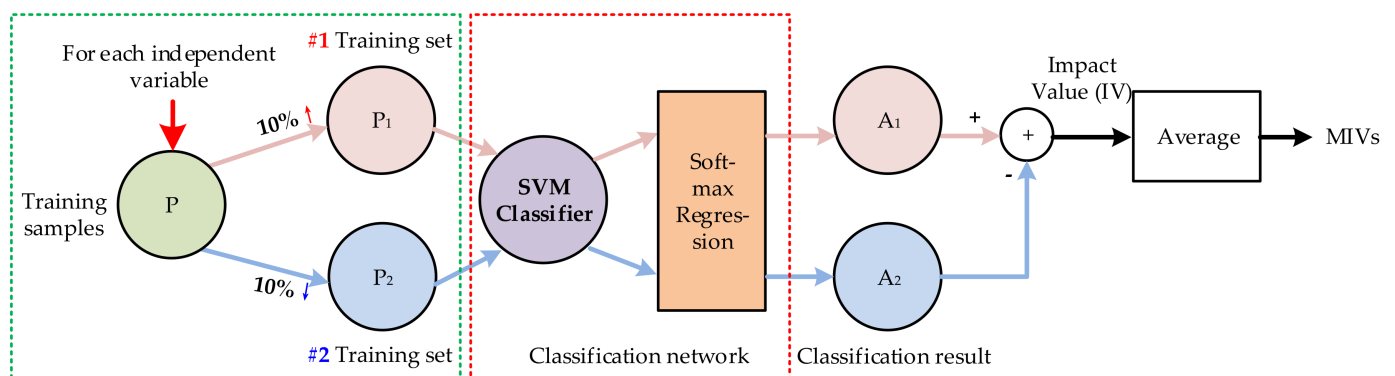 For each independent
variable
#1 Training set
10%
P1
P
Training
samples
10%
P2
#2 Training set
SVM
Classifier
Soft-
max
Regres-
sion
Classification network
A1
A2
Classification result
+
-
+
Impact
Value (IV)
Average
MIVs